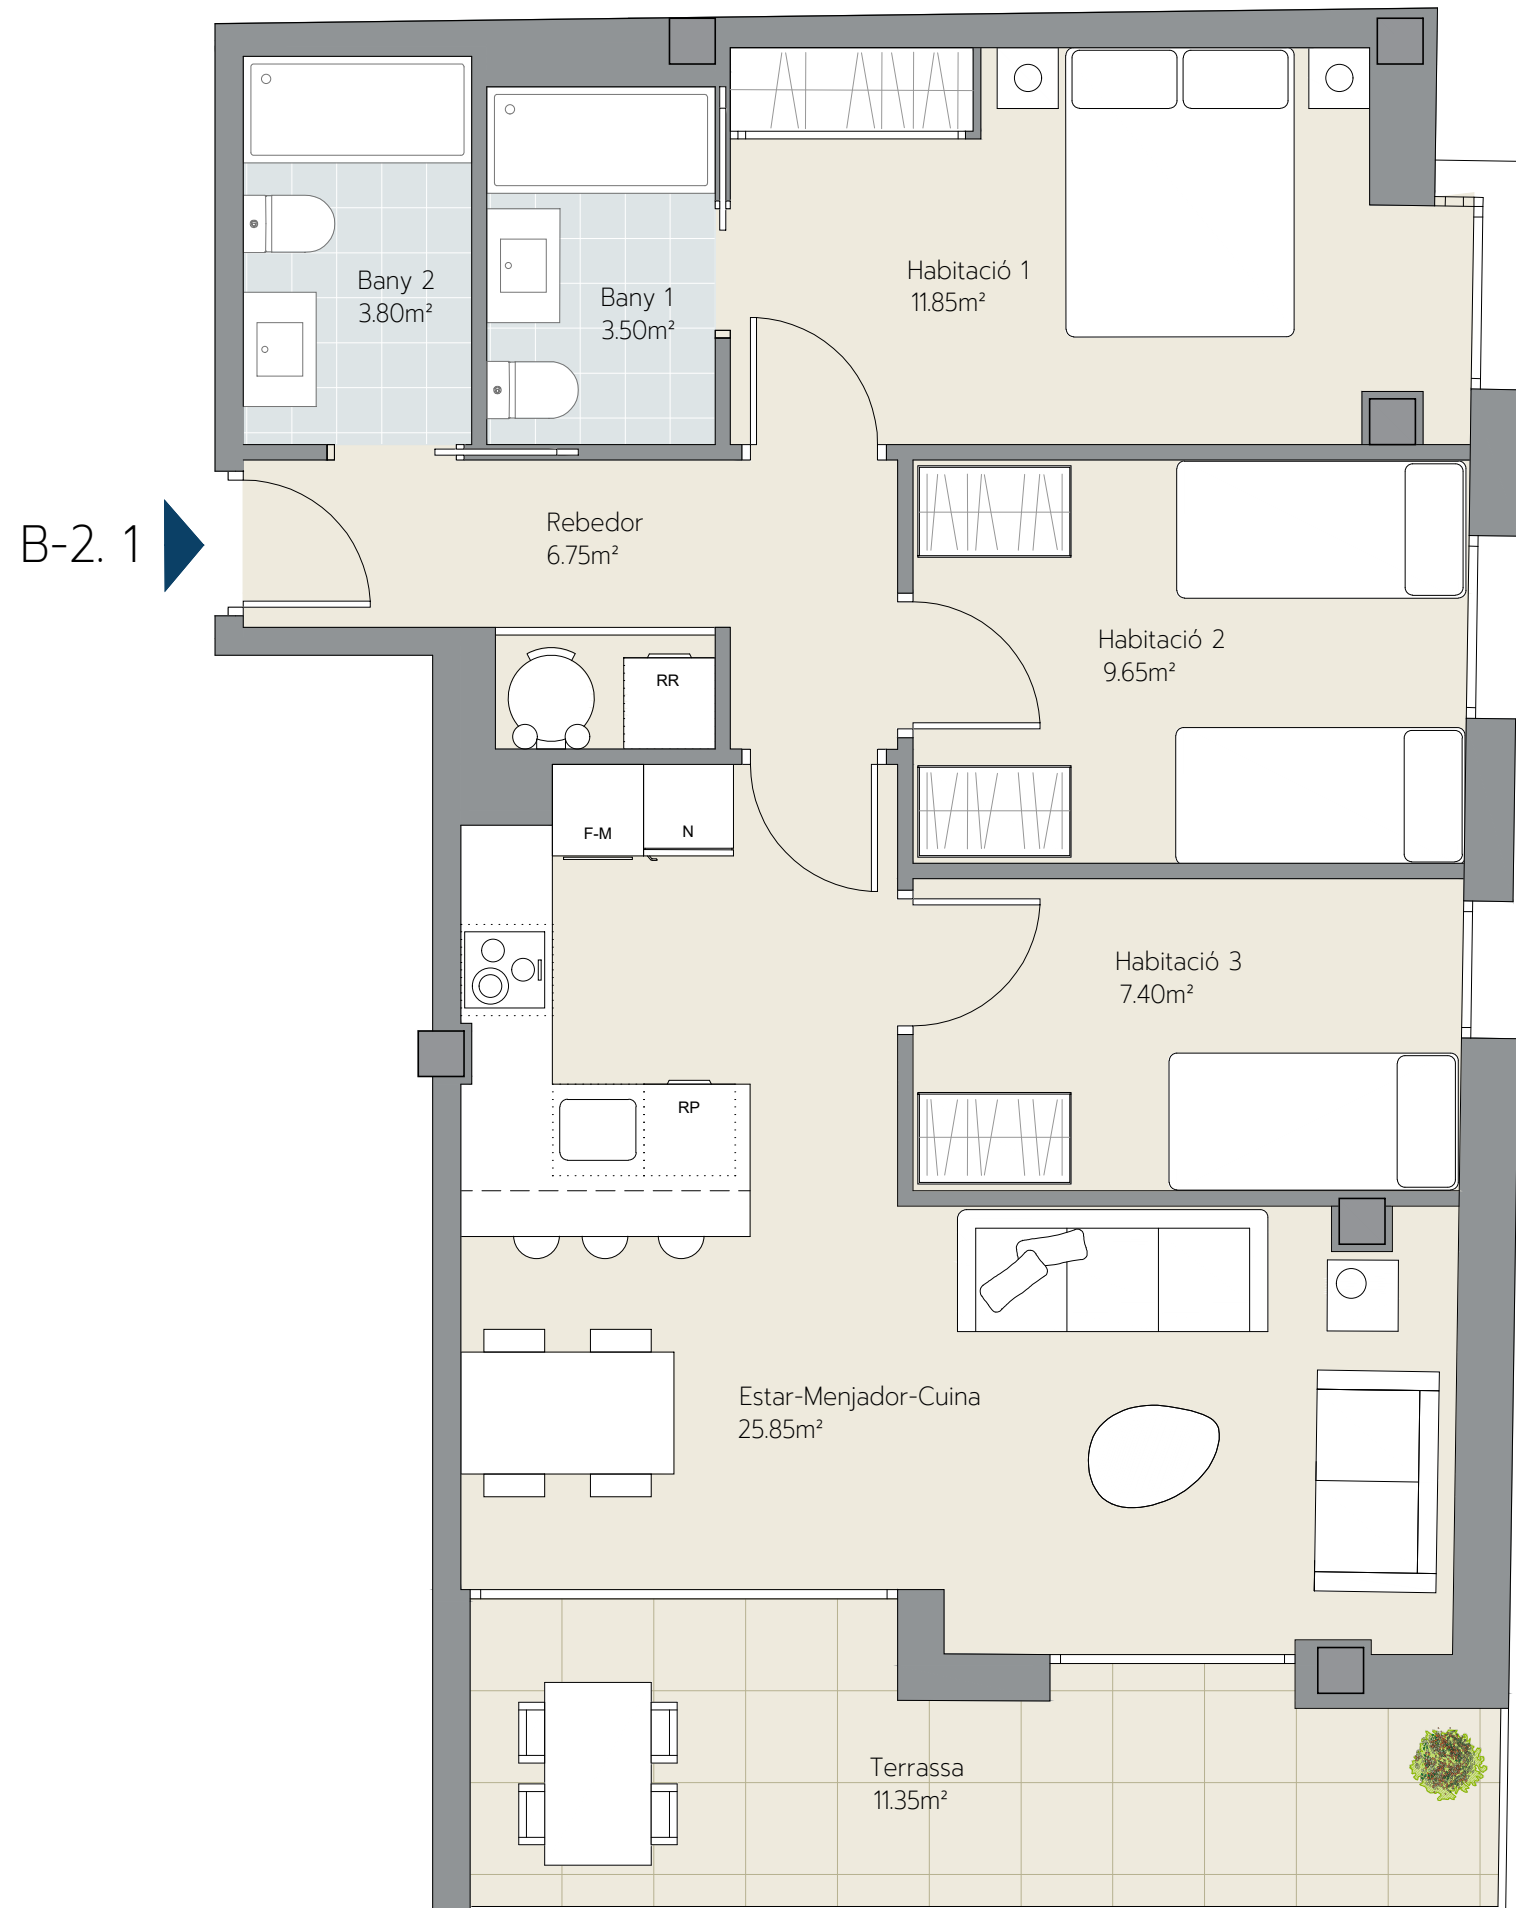 Bany 2
3.80m²
Bany 1
3.50m²
Habitació 1
11.85m²
B-2. 1
Rebedor
6.75m²
RR
Habitació 2
9.65m²
F-M
N
Habitació 3
7.40m²
RP
Estar-Menjador-Cuina
25.85m²
Terrassa
11.35m²